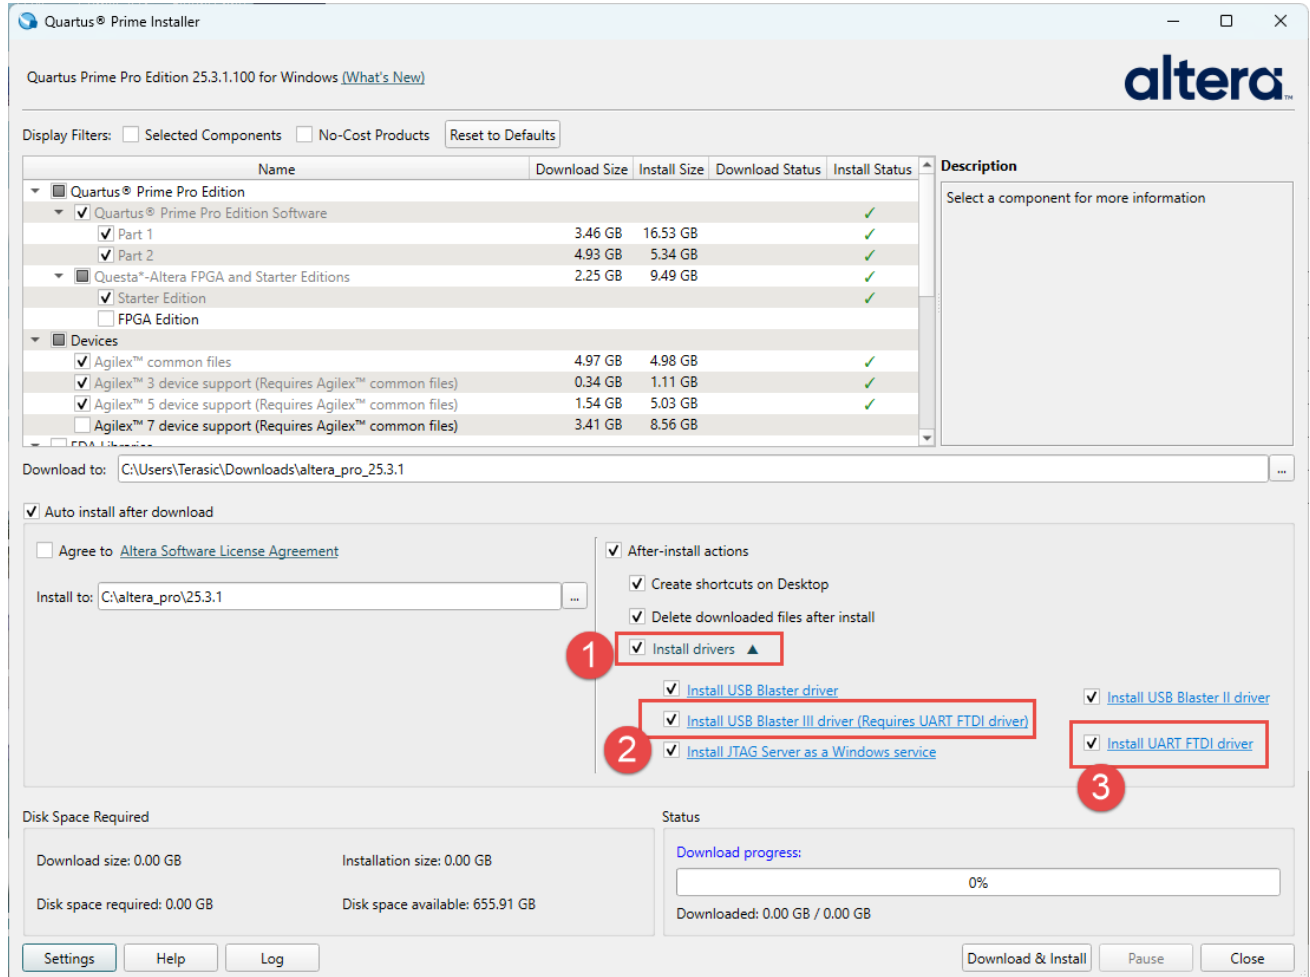 Quartus® Prime Installer
Quartus Prime Pro Edition 25.3.1.100 for Windows (What's New)
altera™
Display Filters: Selected Components No-Cost Products Reset to Defaults
Name Download Size Install Size Download Status Install Status
Description
Quartus® Prime Pro Edition
Select a component for more information
Quartus® Prime Pro Edition Software ✓
Part 1 3.46 GB 16.53 GB ✓
Part 2 4.93 GB 5.34 GB ✓
Questa*-Altera FPGA and Starter Editions 2.25 GB 9.49 GB ✓
Starter Edition ✓
FPGA Edition
Devices
Agilex™ common files 4.97 GB 4.98 GB ✓
Agilex™ 3 device support (Requires Agilex™ common files) 0.34 GB 1.11 GB ✓
Agilex™ 5 device support (Requires Agilex™ common files) 1.54 GB 5.03 GB ✓
Agilex™ 7 device support (Requires Agilex™ common files) 3.41 GB 8.56 GB
Download to: C:\Users\Terasic\Downloads\altera_pro_25.3.1 ...
Auto install after download
Agree to Altera Software License Agreement
Install to: C:\altera_pro\25.3.1 ...
After-install actions
Create shortcuts on Desktop
Delete downloaded files after install
1 Install drivers ▲
Install USB Blaster driver
Install USB Blaster II driver
Install USB Blaster III driver (Requires UART FTDI driver)
Install UART FTDI driver
2 Install JTAG Server as a Windows service
3
Disk Space Required
Download size: 0.00 GB Installation size: 0.00 GB
Disk space required: 0.00 GB Disk space available: 655.91 GB
Status
Download progress:
0%
Downloaded: 0.00 GB / 0.00 GB
Settings Help Log Download & Install Pause Close